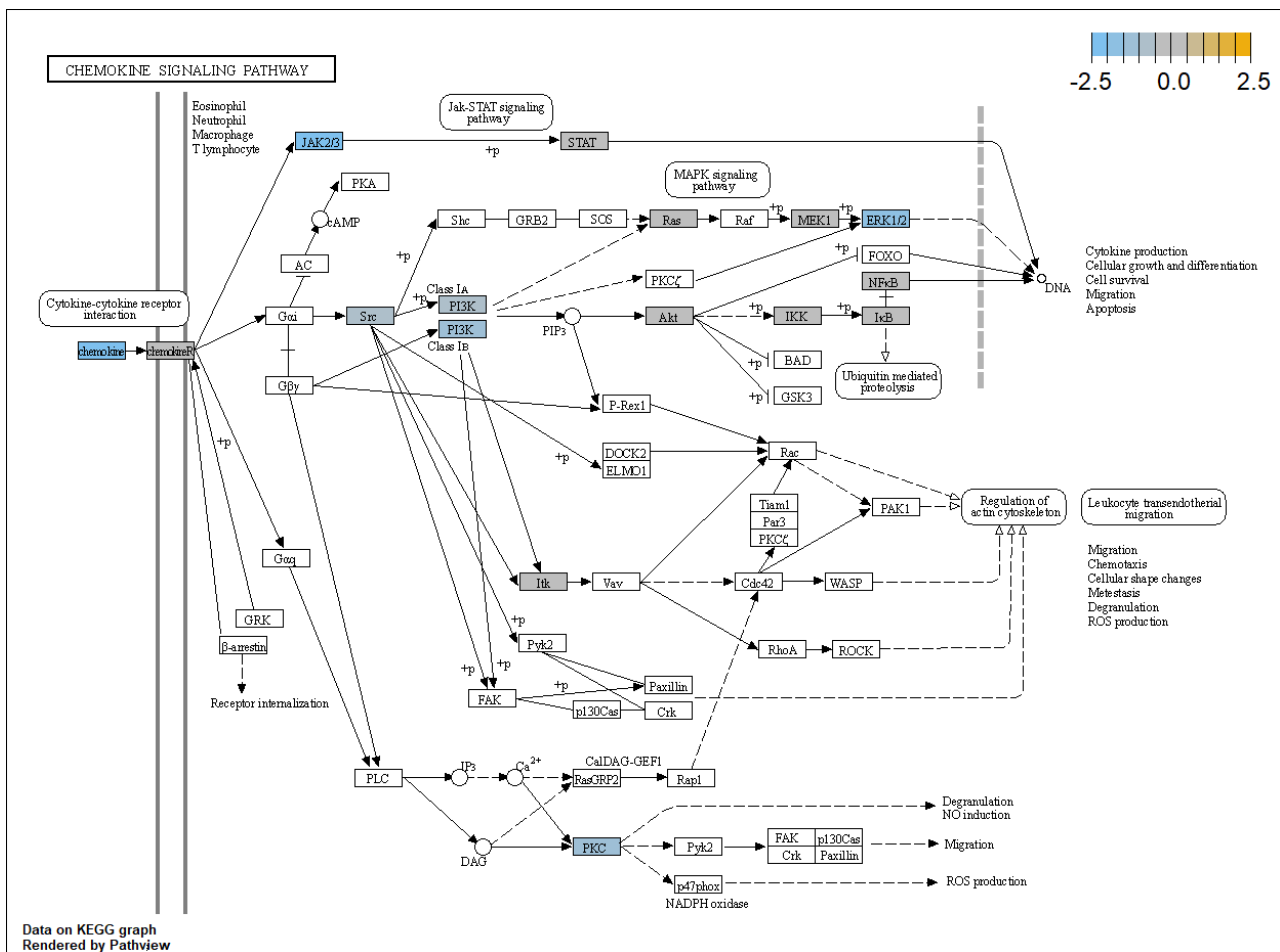 CHEMOKINE SIGNALING PATHWAY
-2.5 0.0 2.5
Eosinophil
Neutrophil
Macrophage
T lymphocyte
Jak-STAT signaling
pathway
JAK2/3
+p
STAT
MAPK signaling
pathway
PKA
cAMP
AC
+p
Shc
GRB2
SOS
Ras
Raf
+p
MEK1
+p
ERK1/2
+p
FOXO
DNA
Cytokine production
Cellular growth and differentiation
Cell survival
Migration
Apoptosis
Cytokine-cytokine receptor
interaction
chemokine
chemokineR
Gαi
Src
+p
Class IA
PI3K
PI3K
Class IB
PKCζ
PIP3
Akt
+p
IKK
+p
NFκB
IκB
+p
BAD
+p
GSK3
Ubiquitin mediated
proteolysis
Gβγ
P-Rex1
+p
+p
DOCK2
ELMO1
Rac
Tiam1
Par3
PKCζ
PAK1
Regulation of
actin cytoskeleton
Leukocyte transendotherial
migration
Gαq
Itk
Vav
Cdc42
WASP
Migration
Chemotaxis
Cellular shape changes
Metastasis
Degranulation
ROS production
GRK
β-arrestin
Receptor internalization
+p
Pyk2
RhoA
ROCK
+p
+p
FAK
+p
Paxillin
p130Cas
Crk
PLC
IP3
Ca2+
CalDAG-GEFI
RasGRP2
Rap1
DAG
PKC
Degranulation
NO induction
Pyk2
FAK p130Cas
Crk Paxillin
Migration
p47phox
NADPH oxidase
ROS production
Data on KEGG graph
Rendered by Pathview